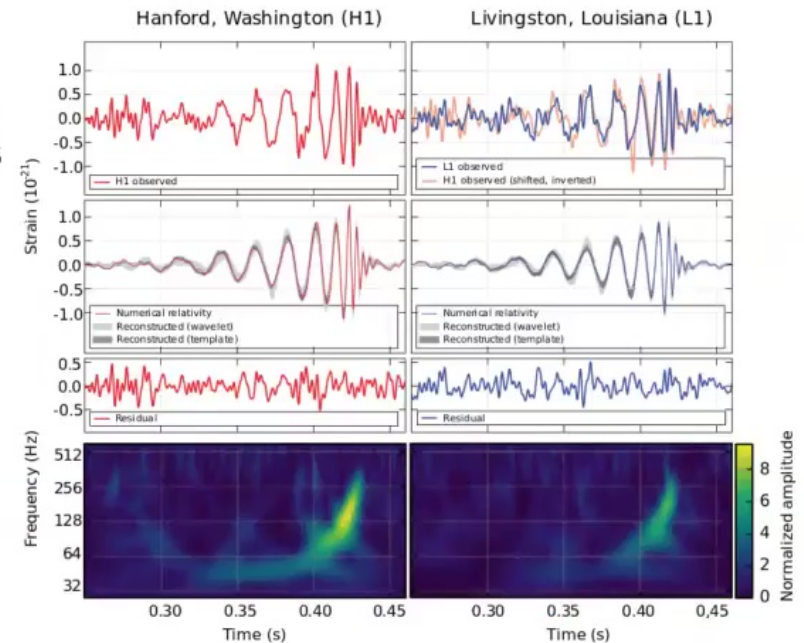 Hanford, Washington (H1)
Livingston, Louisiana (L1)
Strain (10⁻²¹)
1.0
0.5
0.0
-0.5
-1.0
H1 observed
L1 observed
H1 observed (shifted, inverted)
1.0
0.5
0.0
-0.5
-1.0
Numerical relativity
Reconstructed (wavelet)
Reconstructed (template)
Numerical relativity
Reconstructed (wavelet)
Reconstructed (template)
0.5
0.0
-0.5
Residual
Residual
Frequency (Hz)
512
256
128
64
32
Normalized amplitude
8
6
4
2
0
0.30 0.35 0.40 0.45
0.30 0.35 0,40 0,45
Time (s)
Time (s)